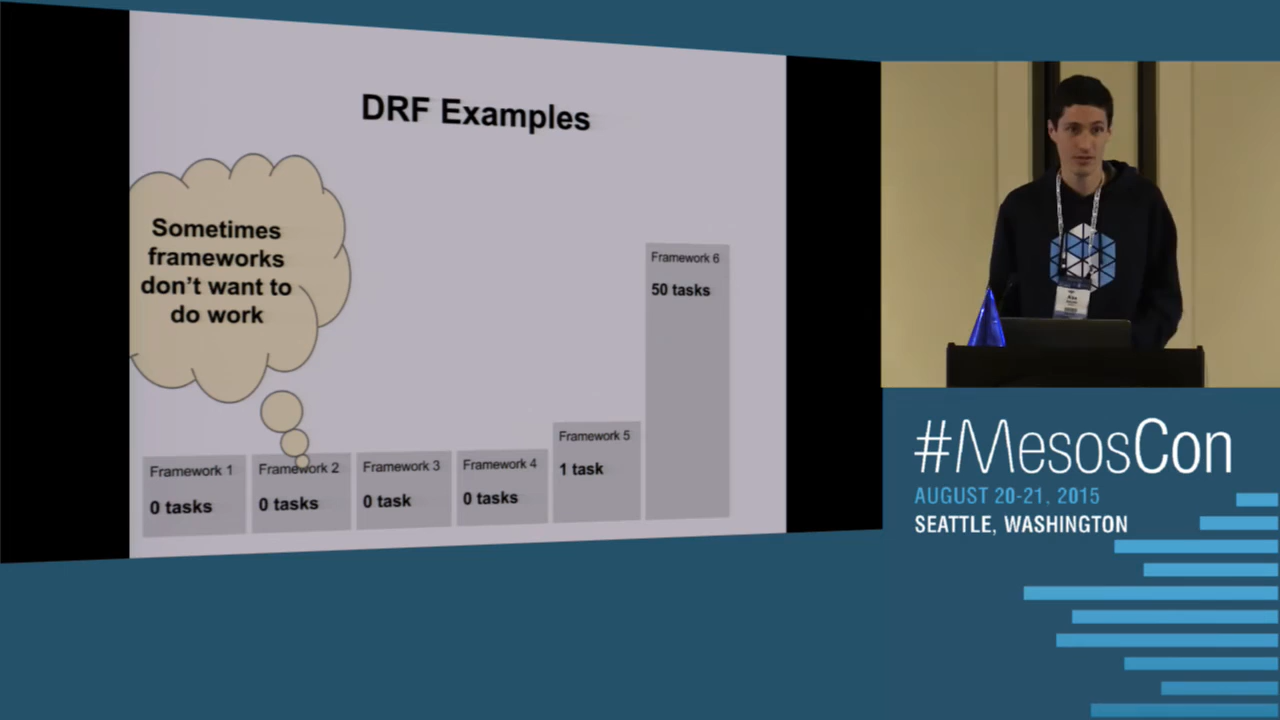 DRF Examples
Sometimes
frameworks
don't want to
do work
Framework 1
0 tasks
Framework 2
0 tasks
Framework 3
0 task
Framework 4
0 tasks
Framework 5
1 task
Framework 6
50 tasks
#MesosCon
AUGUST 20-21, 2015
SEATTLE, WASHINGTON